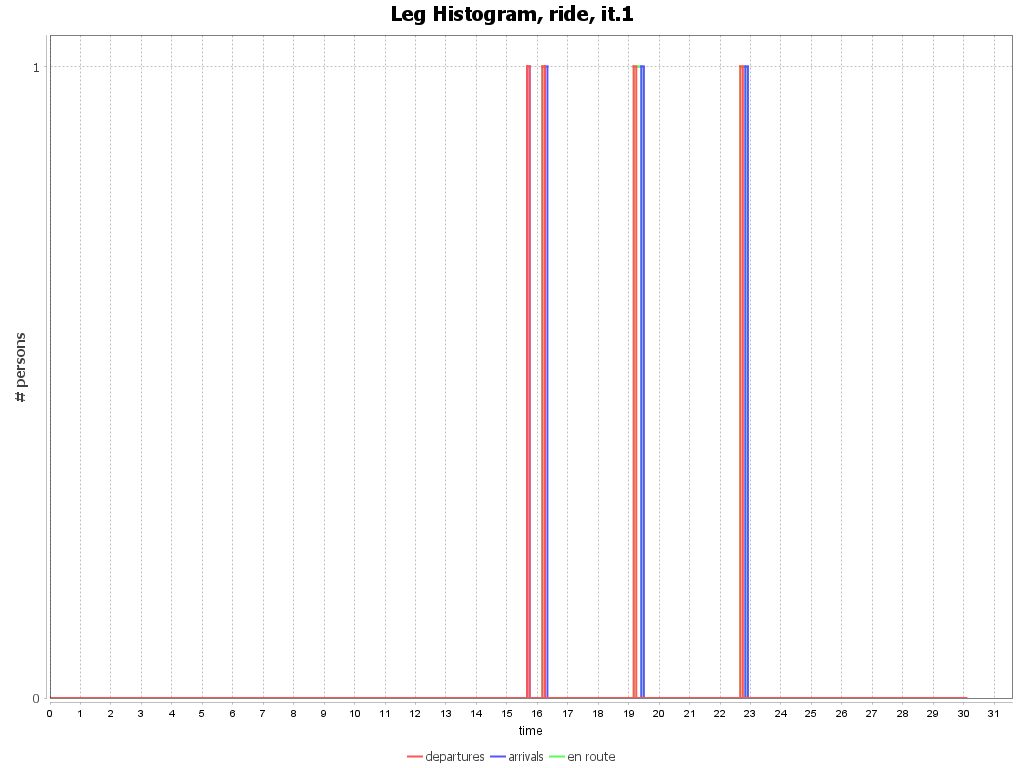 Leg Histogram, ride, it.1
1
# persons
0
0 1 2 3 4 5 6 7 8 9 10 11 12 13 14 15 16 17 18 19 20 21 22 23 24 25 26 27 28 29 30 31
time
departures arrivals en route